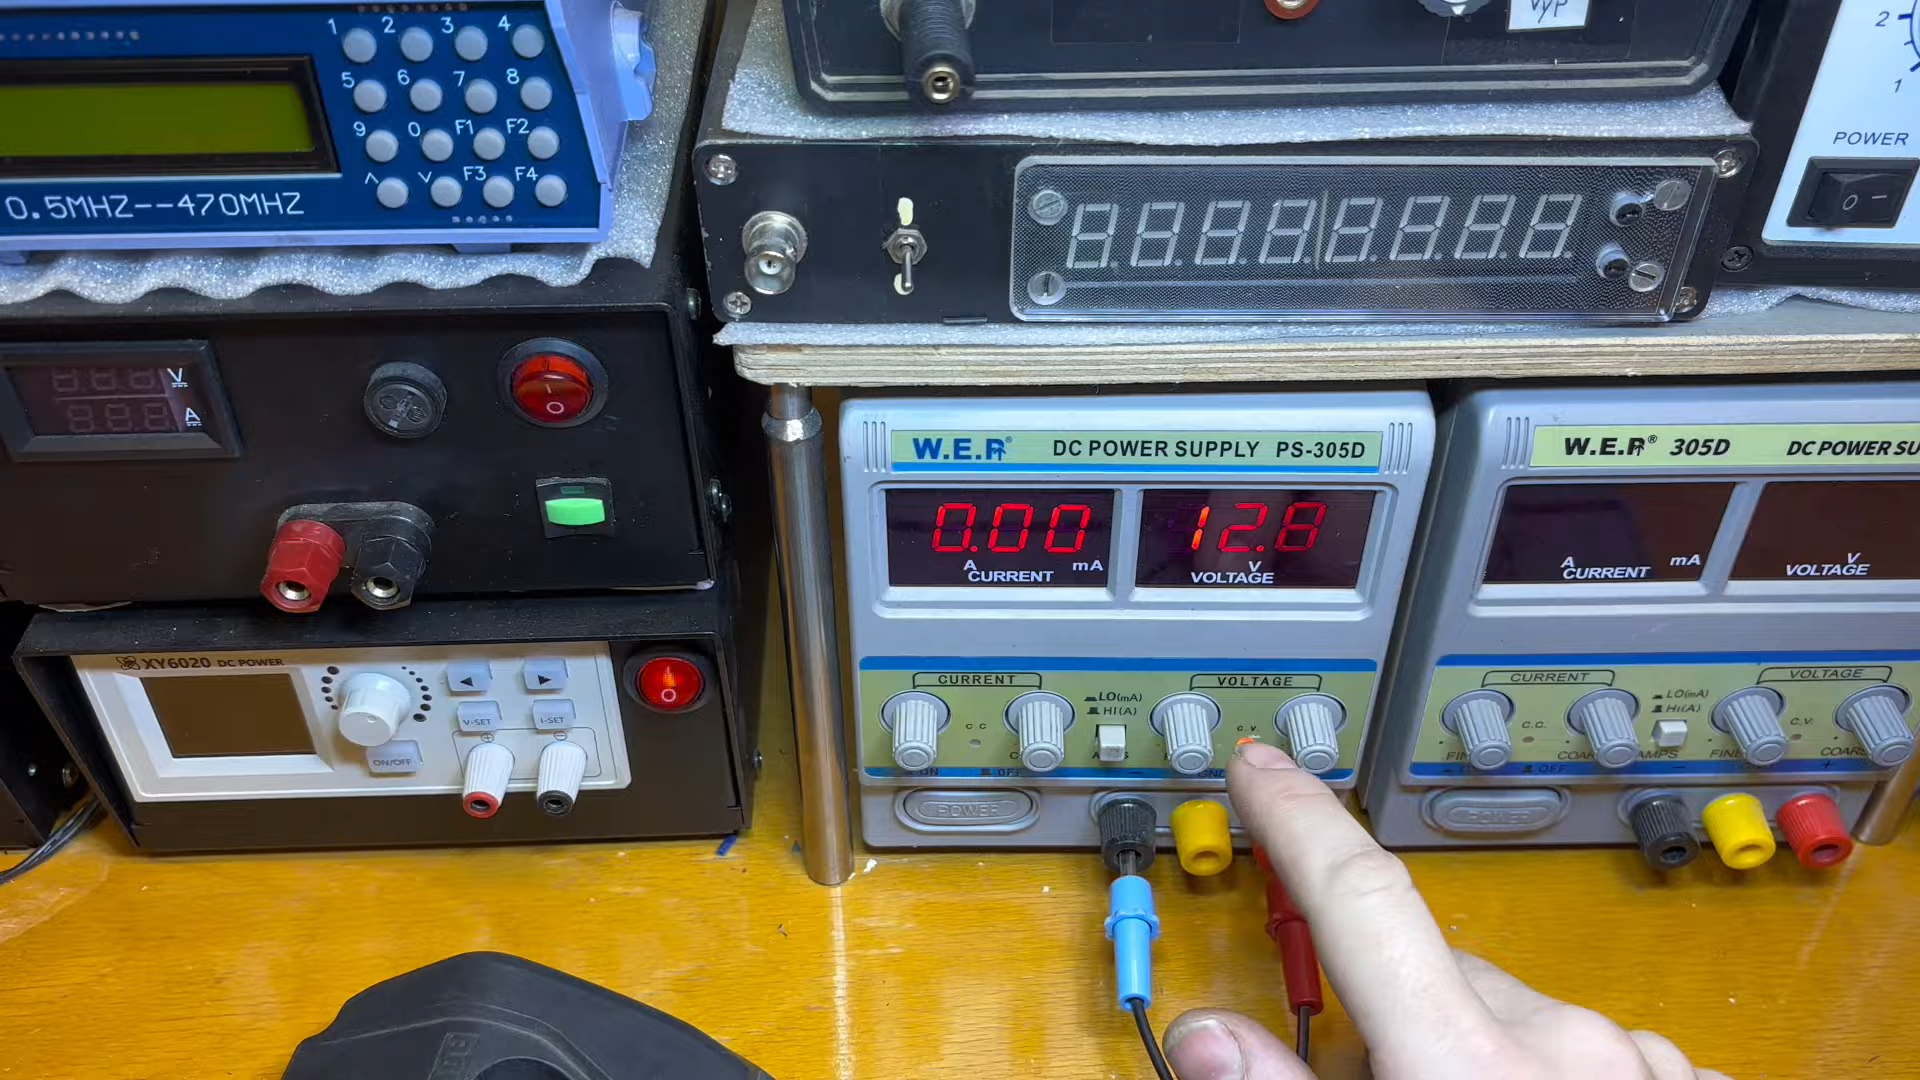 1 2 3 4
5 6 7 8
9 0 F1 F2
F3 F4
0.5MHZ--470MHZ
V
A
XY6020 DC POWER
V-SET
I-SET
ON/OFF
Vyp
2
1
POWER
W.E.P® DC POWER SUPPLY PS-305D
0.00
12.8
A mA
CURRENT
V
VOLTAGE
CURRENT
LO(mA)
HI(A)
VOLTAGE
C.C
C.V
ON
OFF
POWER
W.E.P® 305D DC POWER SU
A mA
CURRENT
V
VOLTAGE
CURRENT
LO(mA)
HI(A)
VOLTAGE
C.C.
C.V.
OFF
POWER